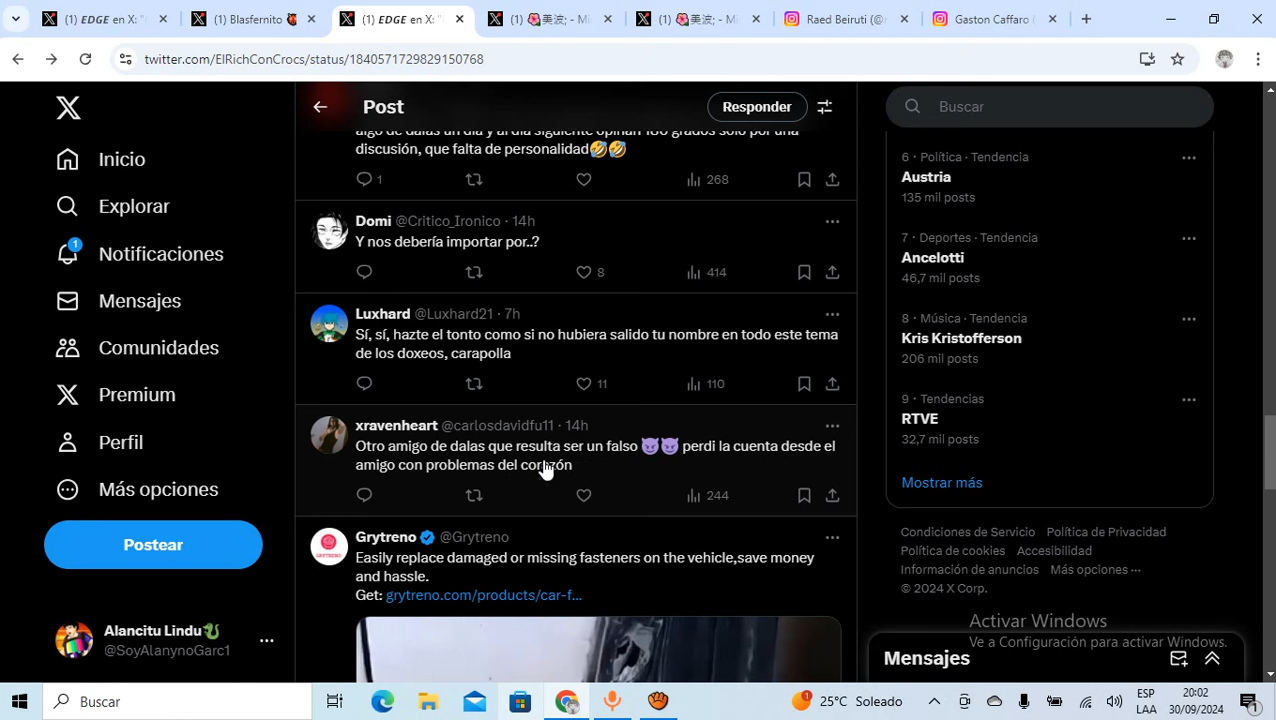 (1) EDGE en X: "
(1) Blasfernito
(1) EDGE en X: "
(1) 🌺美波; - Mi
(1) 🌺美波; - Mi
Raed Beiruti (@
Gaston Caffaro
twitter.com/ElRichConCrocs/status/1840571729829150768
Inicio
Explorar
1
Notificaciones
Mensajes
Comunidades
Premium
Perfil
Más opciones
Postear
Alancitu Lindu🐉
@SoyAlanynoGarc1
Post
Responder
algo de dalas un dia y al dia siguiente opinan 180 grados solo por una
discusión, que falta de personalidad🤣🤣
1 268
Domi @Critico_Ironico · 14h
Y nos debería importar por..?
8 414
Luxhard @Luxhard21 · 7h
Sí, sí, hazte el tonto como si no hubiera salido tu nombre en todo este tema
de los doxeos, carapolla
11 110
xravenheart @carlosdavidfu11 · 14h
Otro amigo de dalas que resulta ser un falso 😈😈 perdi la cuenta desde el
amigo con problemas del corazón
244
Grytreno @Grytreno
Easily replace damaged or missing fasteners on the vehicle,save money
and hassle.
Get: grytreno.com/products/car-f...
Buscar
6 · Política · Tendencia
Austria
135 mil posts
7 · Deportes · Tendencia
Ancelotti
46,7 mil posts
8 · Música · Tendencia
Kris Kristofferson
206 mil posts
9 · Tendencias
RTVE
32,7 mil posts
Mostrar más
Condiciones de Servicio Política de Privacidad
Política de cookies Accesibilidad
Información de anuncios Más opciones ···
© 2024 X Corp.
Activar Windows
Ve a Configuración para activar Windows.
Mensajes
Buscar
1
25°C Soleado
ESP
LAA
20:02
30/09/2024
1